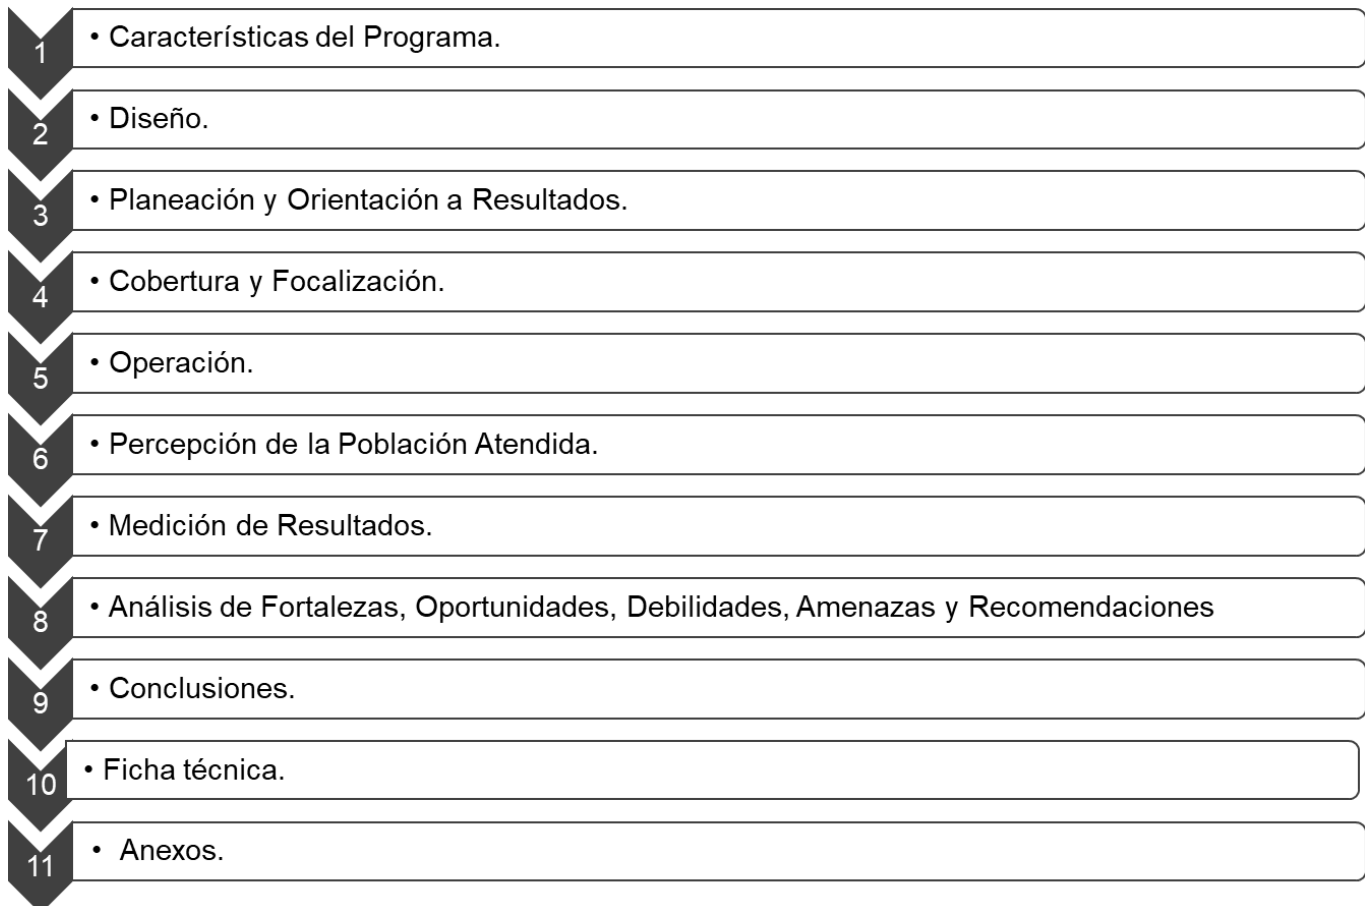 1 • Características del Programa.
2 • Diseño.
3 • Planeación y Orientación a Resultados.
4 • Cobertura y Focalización.
5 • Operación.
6 • Percepción de la Población Atendida.
7 • Medición de Resultados.
8 • Análisis de Fortalezas, Oportunidades, Debilidades, Amenazas y Recomendaciones
9 • Conclusiones.
10 • Ficha técnica.
11 • Anexos.